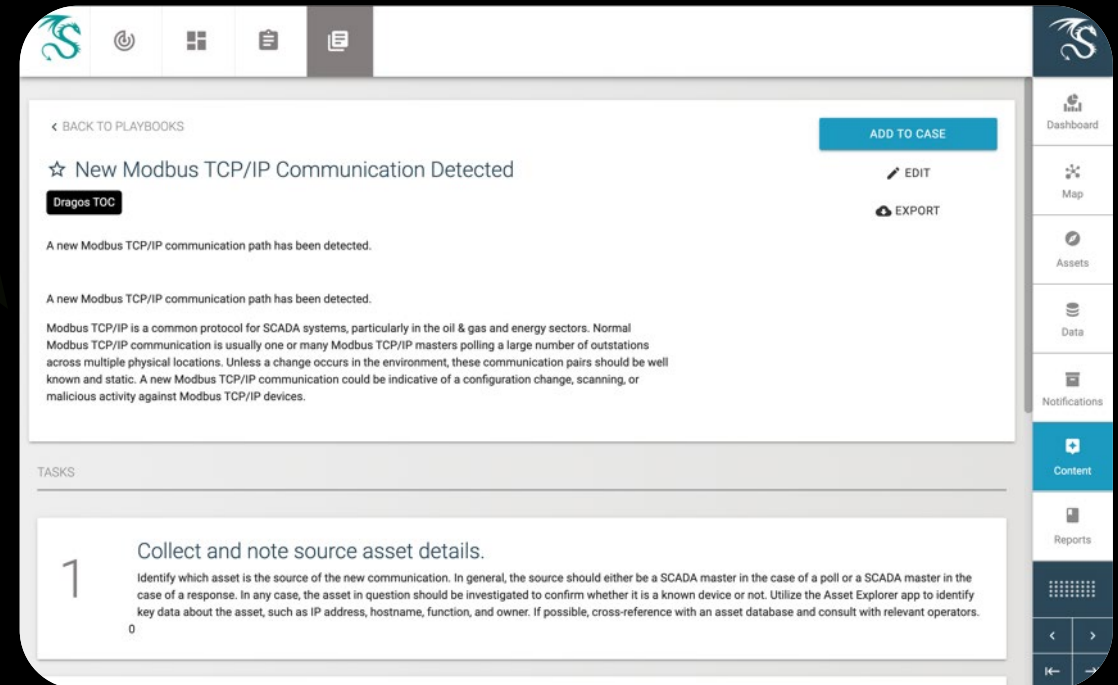 BACK TO PLAYBOOKS
ADD TO CASE
New Modbus TCP/IP Communication Detected
EDIT
Dragos TOC
EXPORT
A new Modbus TCP/IP communication path has been detected.
A new Modbus TCP/IP communication path has been detected.
Modbus TCP/IP is a common protocol for SCADA systems, particularly in the oil & gas and energy sectors. Normal
Modbus TCP/IP communication is usually one or many Modbus TCP/IP masters polling a large number of outstations
across multiple physical locations. Unless a change occurs in the environment, these communication pairs should be well
known and static. A new Modbus TCP/IP communication could be indicative of a configuration change, scanning, or
malicious activity against Modbus TCP/IP devices.
TASKS
1
Collect and note source asset details.
Identify which asset is the source of the new communication. In general, the source should either be a SCADA master in the case of a poll or a SCADA master in the
case of a response. In any case, the asset in question should be investigated to confirm whether it is a known device or not. Utilize the Asset Explorer app to identify
key data about the asset, such as IP address, hostname, function, and owner. If possible, cross-reference with an asset database and consult with relevant operators.
0
Dashboard
Map
Assets
Data
Notifications
Content
Reports